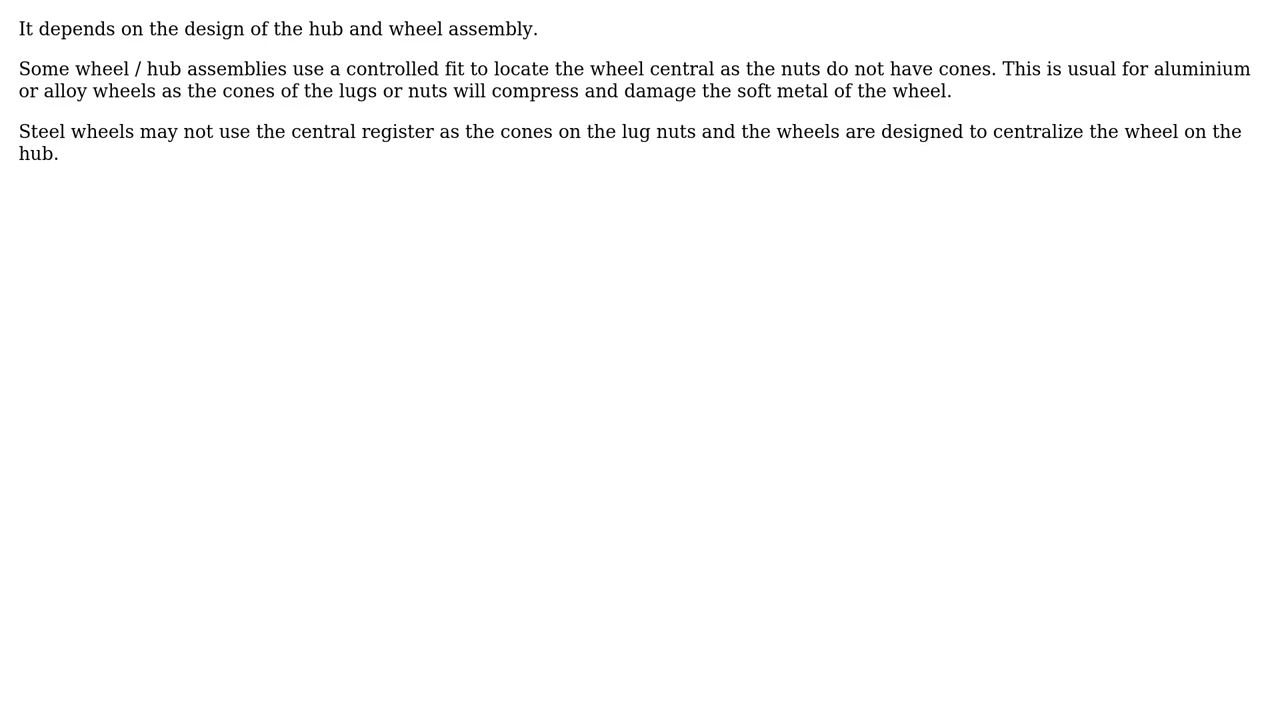 It depends on the design of the hub and wheel assembly.
Some wheel / hub assemblies use a controlled fit to locate the wheel central as the nuts do not have cones. This is usual for aluminium
or alloy wheels as the cones of the lugs or nuts will compress and damage the soft metal of the wheel.
Steel wheels may not use the central register as the cones on the lug nuts and the wheels are designed to centralize the wheel on the
hub.